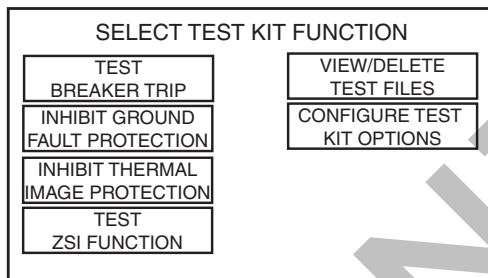 SELECT TEST KIT FUNCTION
TEST
BREAKER TRIP
INHIBIT GROUND
FAULT PROTECTION
INHIBIT THERMAL
IMAGE PROTECTION
TEST
ZSI FUNCTION
VIEW/DELETE
TEST FILES
CONFIGURE TEST
KIT OPTIONS